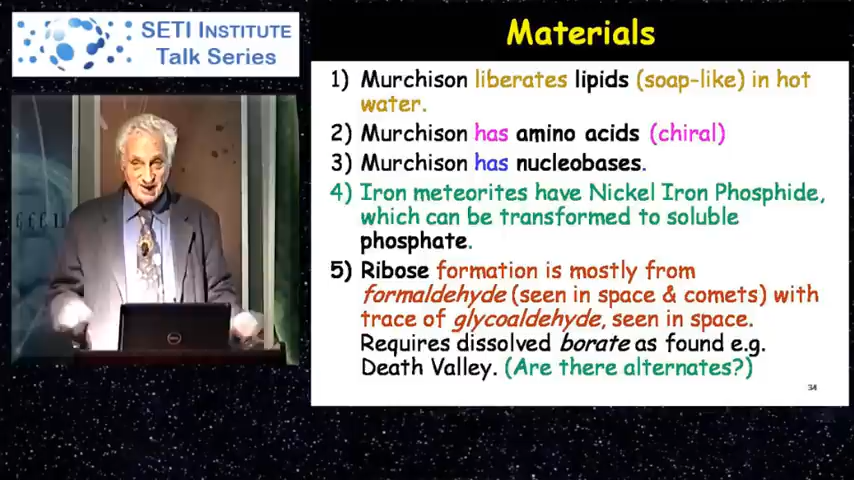 SETI INSTITUTE
Talk Series
Materials
1) Murchison liberates lipids (soap-like) in hot
water.
2) Murchison has amino acids (chiral)
3) Murchison has nucleobases.
4) Iron meteorites have Nickel Iron Phosphide,
which can be transformed to soluble
phosphate.
5) Ribose formation is mostly from
formaldehyde (seen in space & comets) with
trace of glycoaldehyde, seen in space.
Requires dissolved borate as found e.g.
Death Valley. (Are there alternates?)
34
DELL